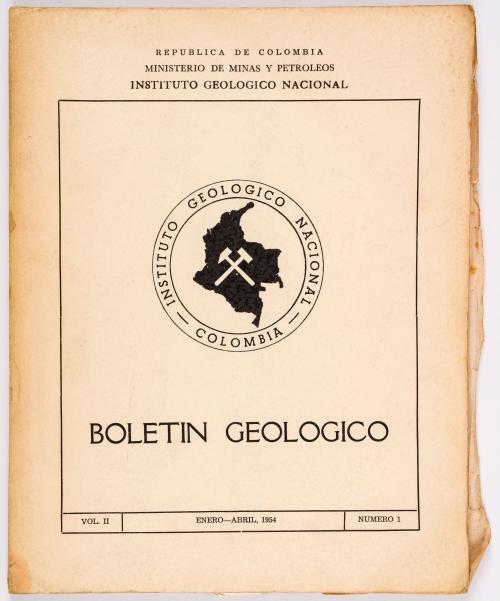 REPUBLICA DE COLOMBIA
MINISTERIO DE MINAS Y PETROLEOS
INSTITUTO GEOLOGICO NACIONAL
INSTITUTO GEOLOGICO NACIONAL
— COLOMBIA —
BOLETIN GEOLOGICO
VOL. II ENERO—ABRIL, 1954 NUMERO 1